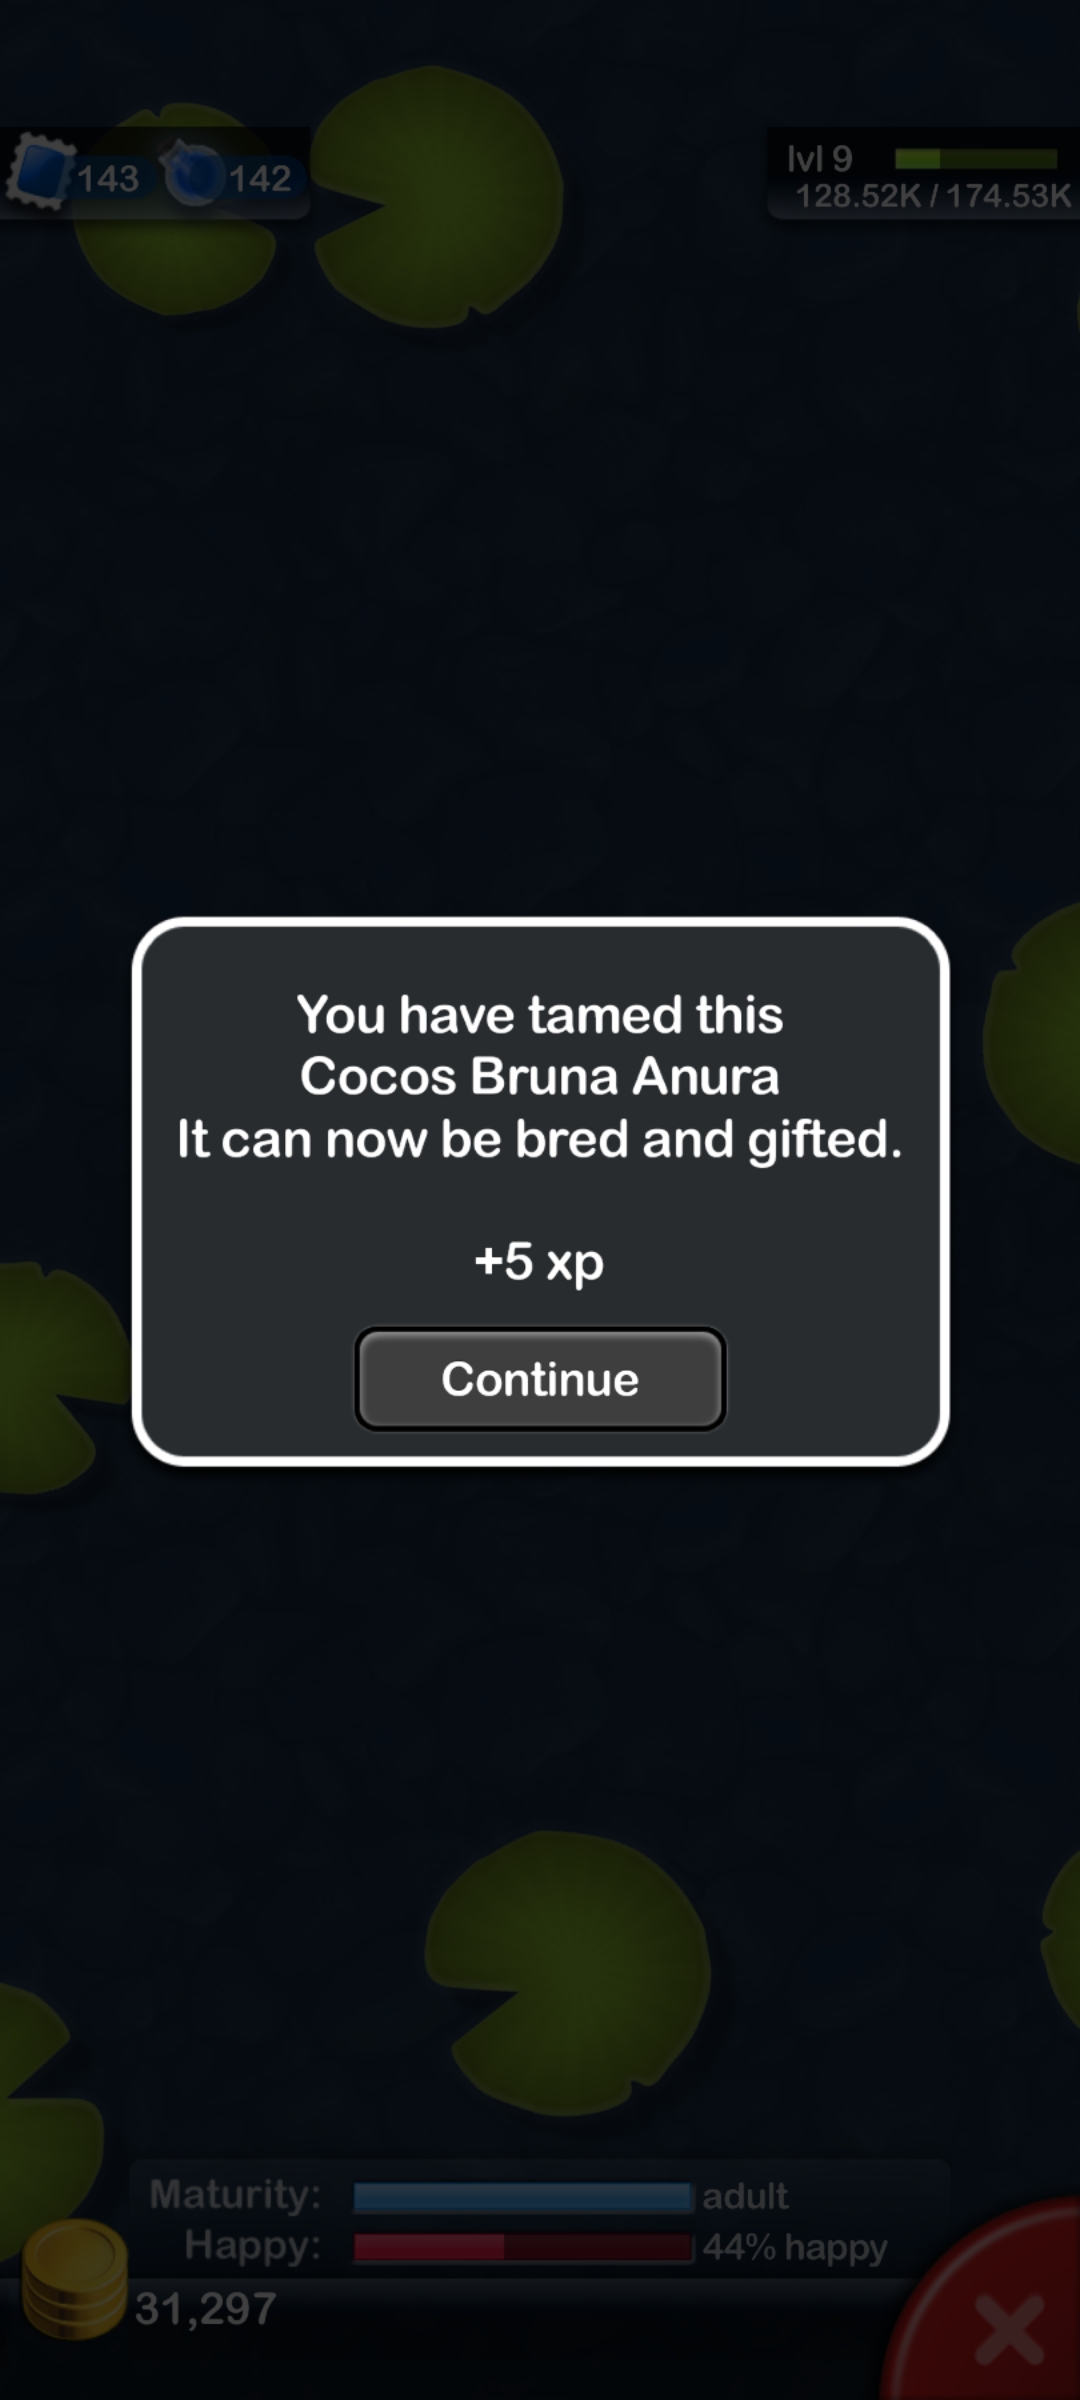 143 142
lvl 9
128.52K / 174.53K
You have tamed this
Cocos Bruna Anura
It can now be bred and gifted.
+5 xp
Continue
Maturity: adult
Happy: 44% happy
31,297